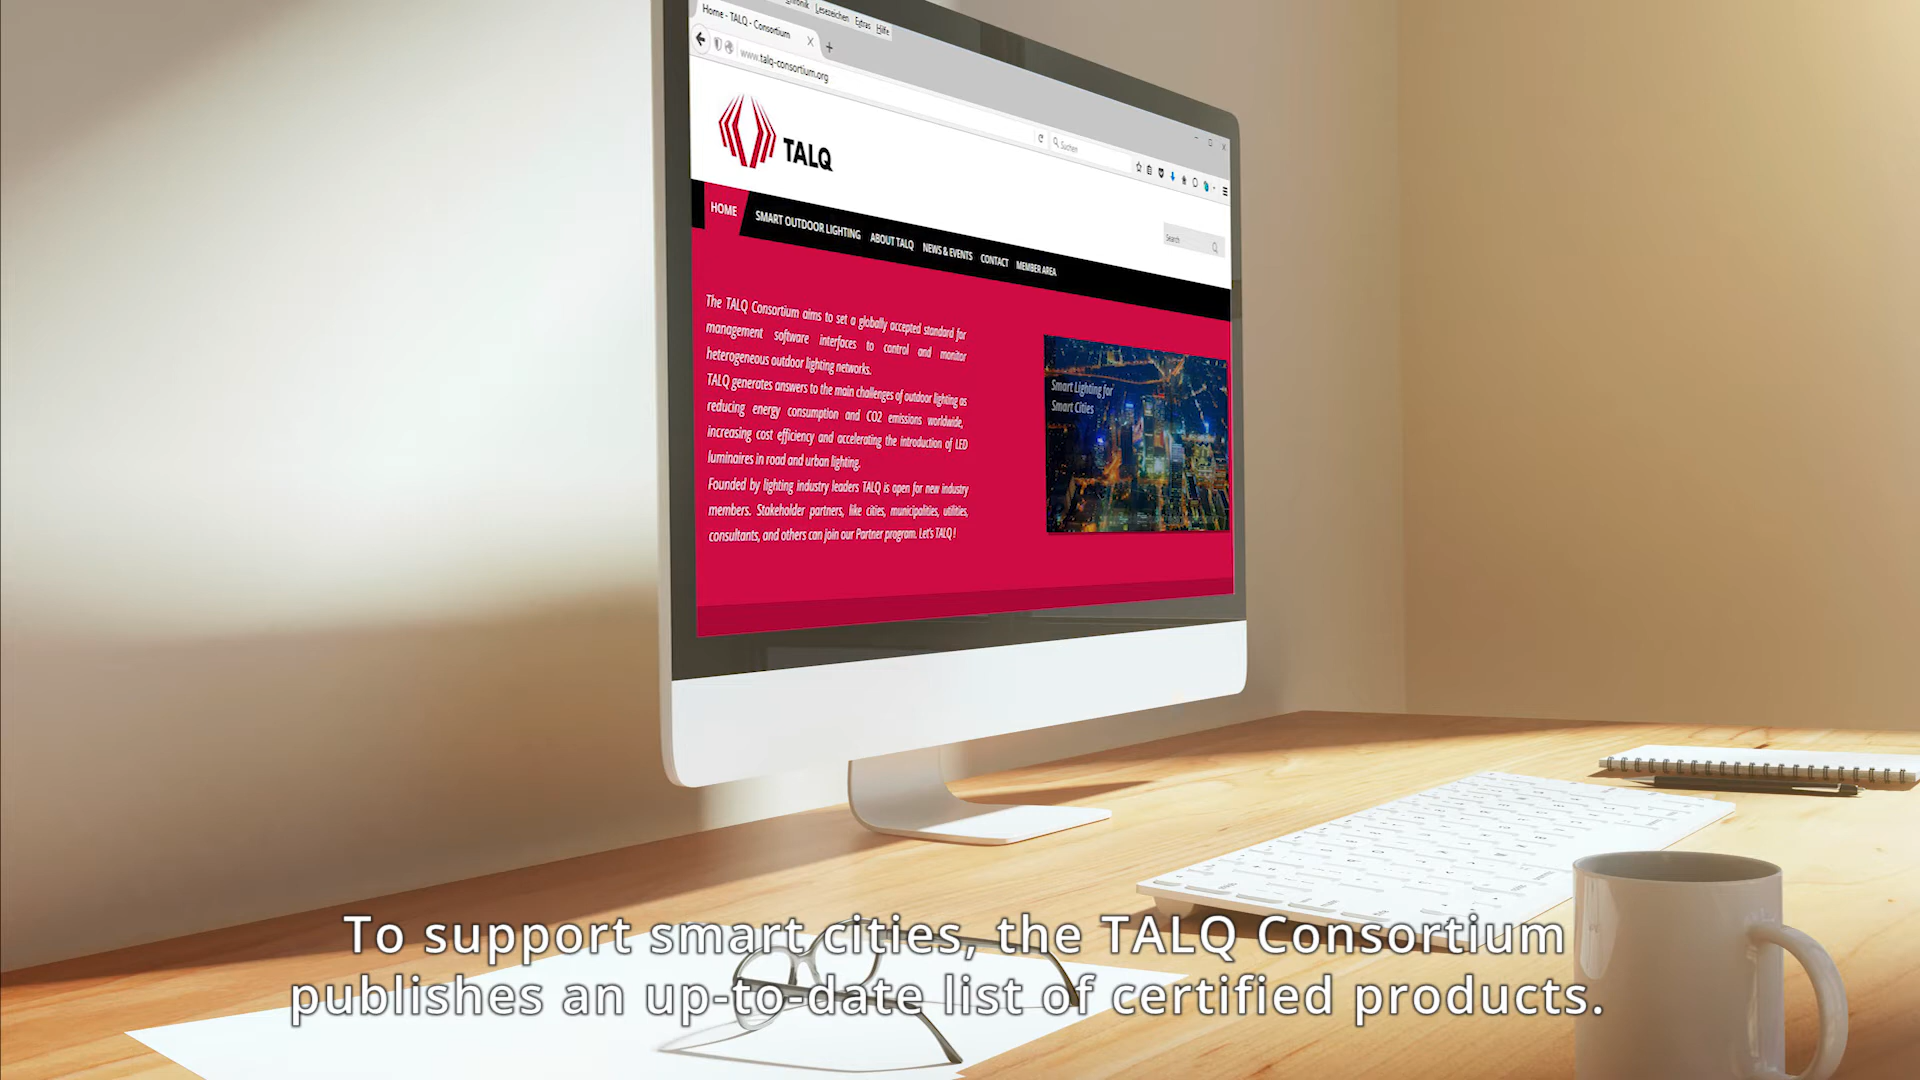 Lesezeichen Extras Hilfe
Home - TALQ - Consortium
www.talq-consortium.org
Suchen
TALQ
Search
HOME SMART OUTDOOR LIGHTING ABOUT TALQ NEWS & EVENTS CONTACT MEMBER AREA
The TALQ Consortium aims to set a globally accepted standard for
management software interfaces to control and monitor
heterogeneous outdoor lighting networks.
TALQ generates answers to the main challenges of outdoor lighting as
reducing energy consumption and CO2 emissions worldwide,
increasing cost efficiency and accelerating the introduction of LED
luminaires in road and urban lighting.
Founded by lighting industry leaders TALQ is open for new industry
members. Stakeholder partners, like cities, municipalities, utilities,
consultants, and others can join our Partner program. Let's TALQ !
Smart Lighting for
Smart Cities
To support smart cities, the TALQ Consortium
publishes an up-to-date list of certified products.